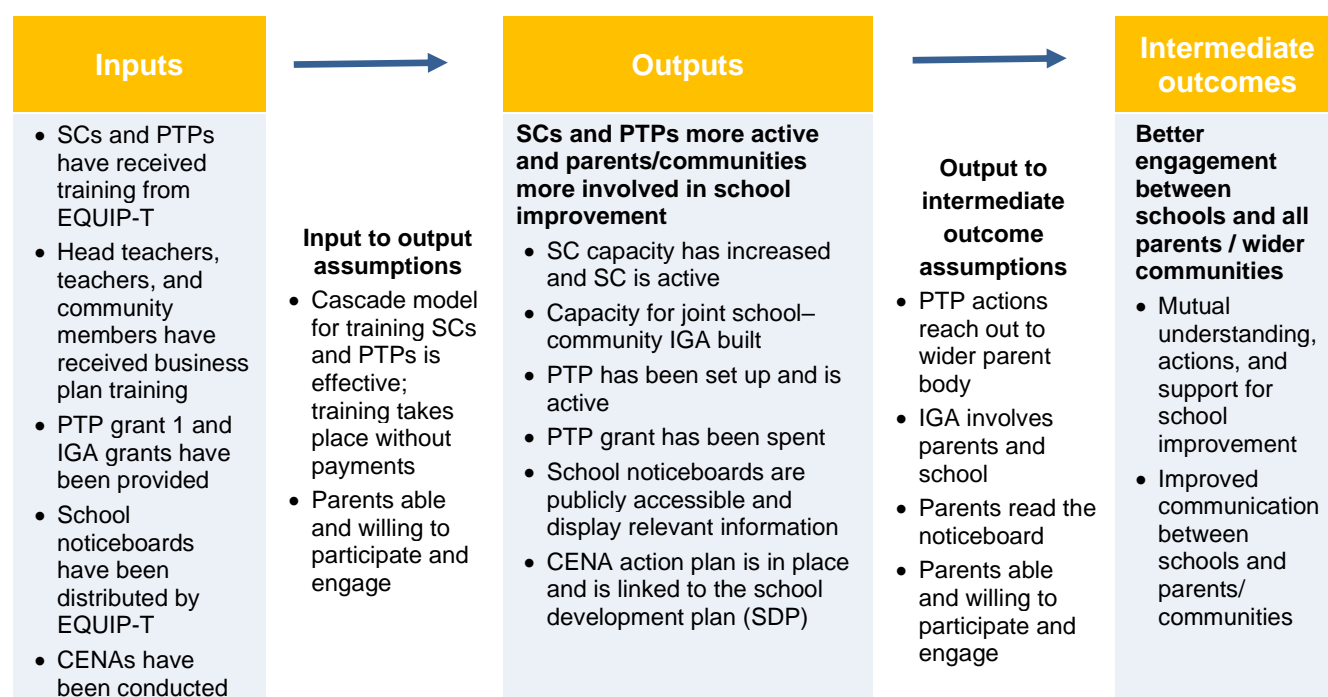 Inputs
• SCs and PTPs
have received
training from
EQUIP-T
• Head teachers,
teachers, and
community
members have
received business
plan training
• PTP grant 1 and
IGA grants have
been provided
• School
noticeboards
have been
distributed by
EQUIP-T
• CENAs have
been conducted
Input to output
assumptions
• Cascade model
for training SCs
and PTPs is
effective;
training takes
place without
payments
• Parents able
and willing to
participate and
engage
Outputs
SCs and PTPs more active
and parents/communities
more involved in school
improvement
• SC capacity has increased
and SC is active
• Capacity for joint school–
community IGA built
• PTP has been set up and is
active
• PTP grant has been spent
• School noticeboards are
publicly accessible and
display relevant information
• CENA action plan is in place
and is linked to the school
development plan (SDP)
Output to
intermediate
outcome
assumptions
• PTP actions
reach out to
wider parent
body
• IGA involves
parents and
school
• Parents read the
noticeboard
• Parents able
and willing to
participate and
engage
Intermediate
outcomes
Better
engagement
between
schools and all
parents / wider
communities
• Mutual
understanding,
actions, and
support for
school
improvement
• Improved
communication
between
schools and
parents/
communities